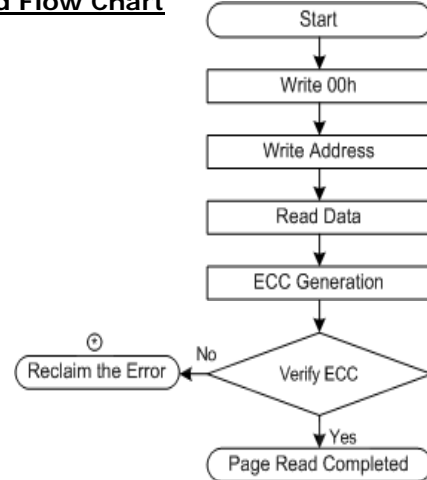 Flow Chart
Start
Write 00h
Write Address
Read Data
ECC Generation
*
No
Reclaim the Error
Verify ECC
Yes
Page Read Completed